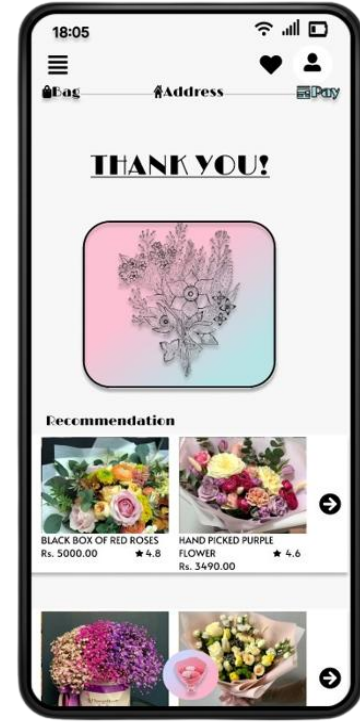 18:05
Bag Address Pay
THANK YOU!
Recommendation
BLACK BOX OF RED ROSES
Rs. 5000.00 ★ 4.8
HAND PICKED PURPLE
FLOWER ★ 4.6
Rs. 3490.00